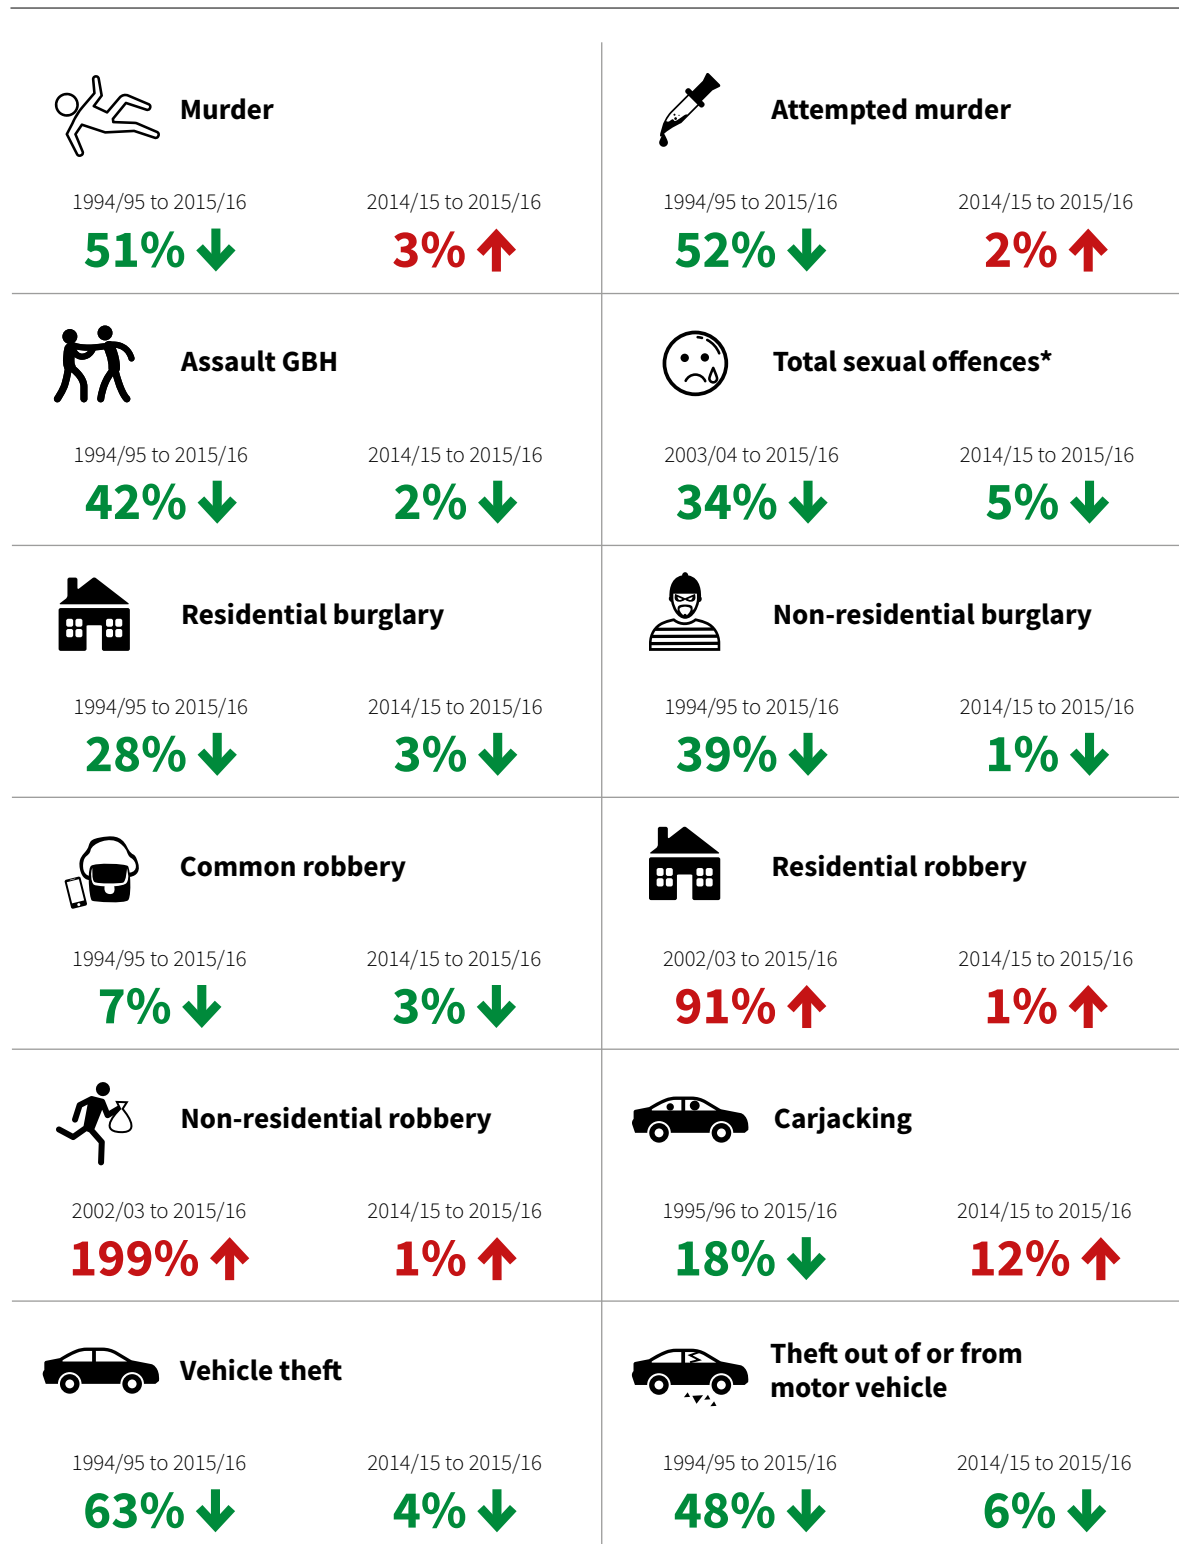 Murder
1994/95 to 2015/16
2014/15 to 2015/16
51%
3%
Attempted murder
1994/95 to 2015/16
2014/15 to 2015/16
52%
2%
Assault GBH
1994/95 to 2015/16
2014/15 to 2015/16
42%
2%
Total sexual offences*
2003/04 to 2015/16
2014/15 to 2015/16
34%
5%
Residential burglary
1994/95 to 2015/16
2014/15 to 2015/16
28%
3%
Non-residential burglary
1994/95 to 2015/16
2014/15 to 2015/16
39%
1%
Common robbery
1994/95 to 2015/16
2014/15 to 2015/16
7%
3%
Residential robbery
2002/03 to 2015/16
2014/15 to 2015/16
91%
1%
Non-residential robbery
2002/03 to 2015/16
2014/15 to 2015/16
199%
1%
Carjacking
1995/96 to 2015/16
2014/15 to 2015/16
18%
12%
Vehicle theft
1994/95 to 2015/16
2014/15 to 2015/16
63%
4%
Theft out of or from
motor vehicle
1994/95 to 2015/16
2014/15 to 2015/16
48%
6%